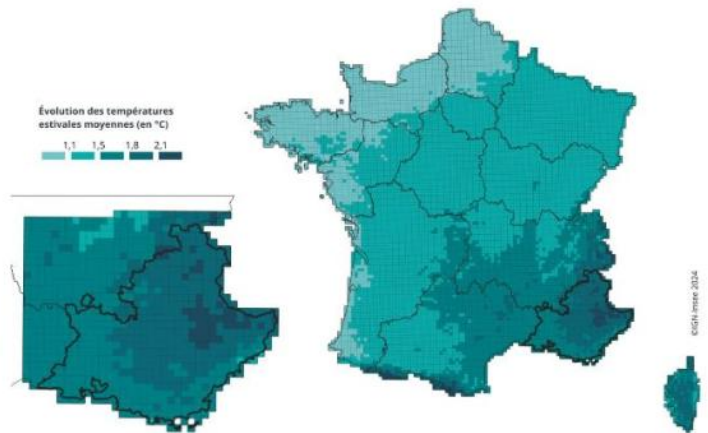 Évolution des températures
estivales moyennes (en °C)
1,1 1,5 1,8 2,1
©IGN-Insee 2024